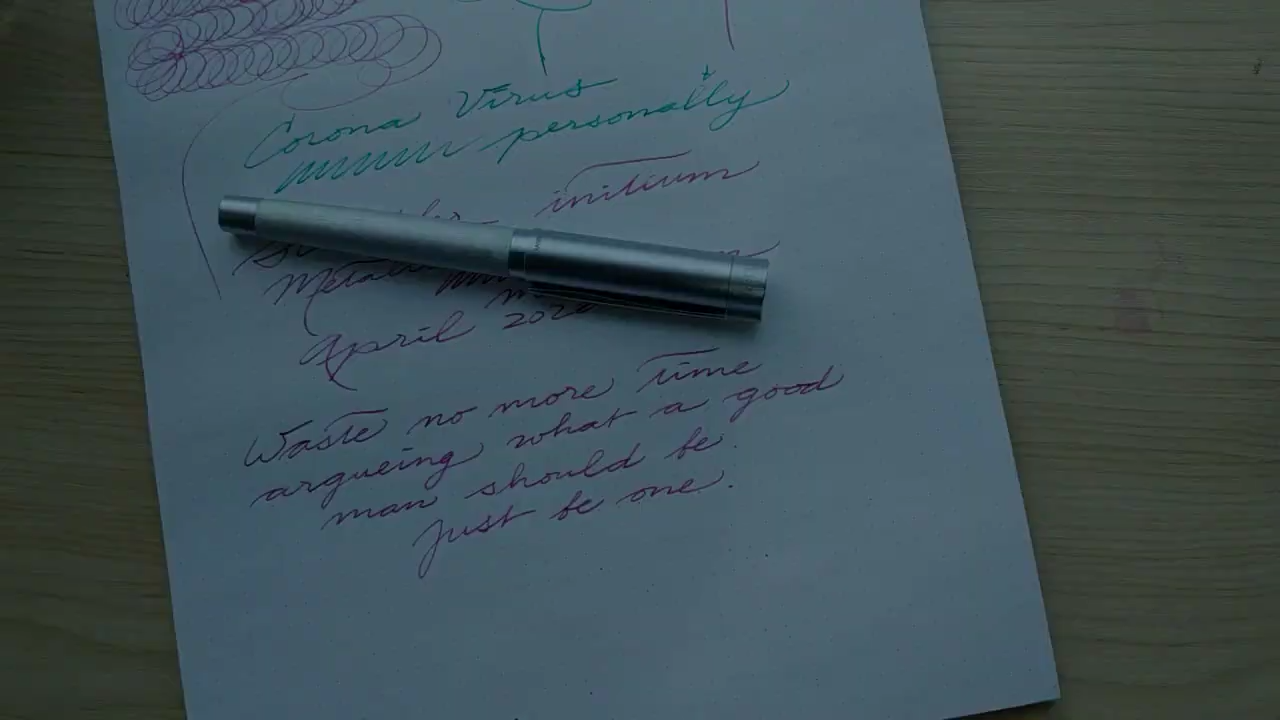 Corona Virus
personally
initium
April 2020
Waste no more time
argueing what a good
man should be.
Just be one.